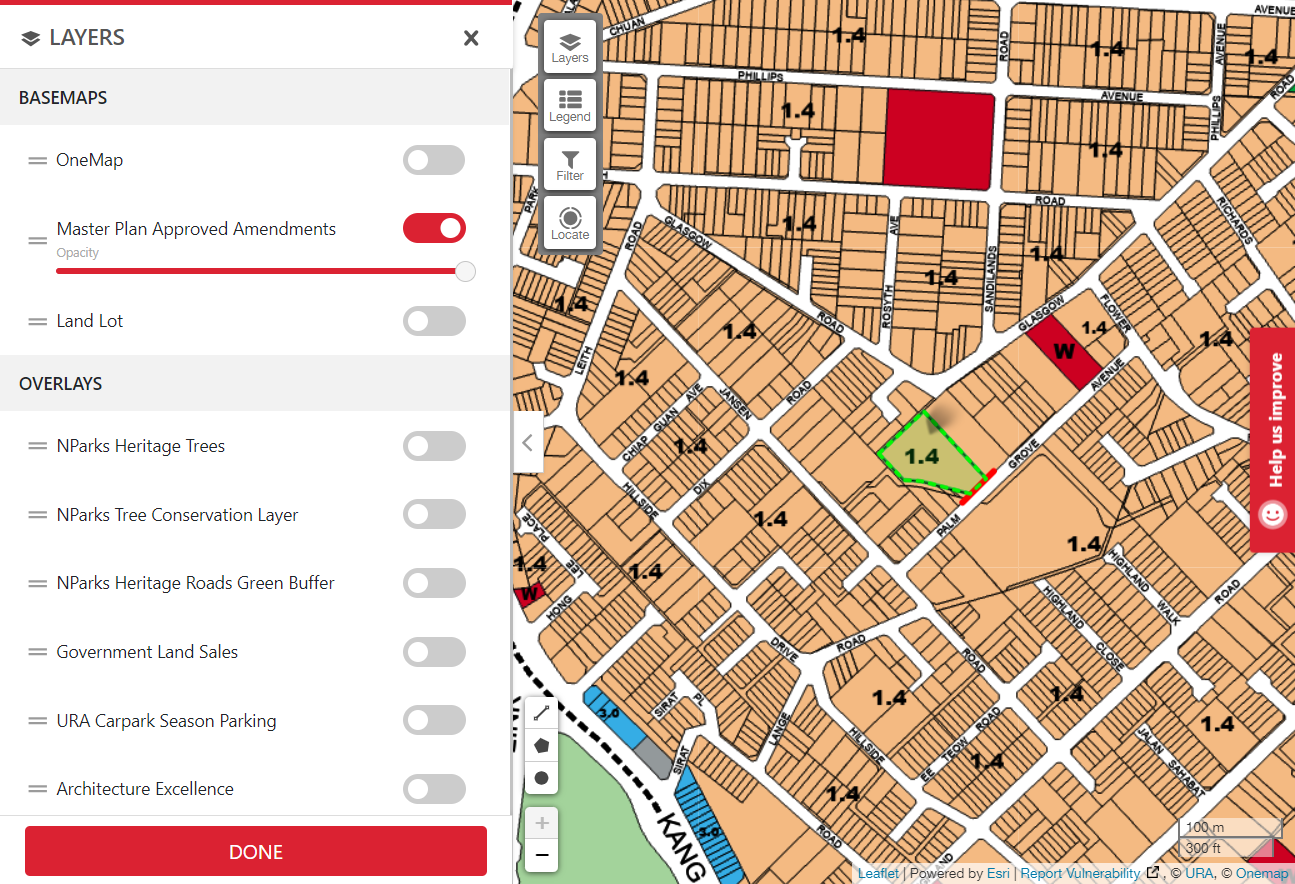 LAYERS
BASEMAPS
OneMap
Master Plan Approved Amendments
Opacity
Land Lot
OVERLAYS
NParks Heritage Trees
NParks Tree Conservation Layer
NParks Heritage Roads Green Buffer
Government Land Sales
URA Carpark Season Parking
Architecture Excellence
DONE
Layers
Legend
Filter
Locate
CHUAN
1.4
ROAD
1.4
AVENUE
AVENUE
1.4
PHILLIPS
AVENUE
ROAD
1.4
PHILLIPS
1.4
PARK
ROAD
ROAD
GLASGOW
1.4
AVE
RICHARDS
1.4
1.4
SANDILANDS
1.4
ROSYTH
ROAD
1.4
GLASGOW
FLOWER
1.4
1.4
W
LEITH
1.4
AVENUE
ROAD
JANSEN
AVE
GUAN
CHIAP
1.4
1.4
GROVE
HILLSIDE
DIX
1.4
PALM
1.4
PLACE
1.4
LEE
1.4
W
HONG
HIGHLAND
WALK
ROAD
HIGHLAND
CLOSE
DRIVE
ROAD
ROAD
1.4
1.4
SIRAT
PL
3.0
LANGE
HILLSIDE
ROAD
TEOW
EE
1.4
1.4
JALAN
SAHABAT
SIRAT
1.4
3.0
ROAD
KANG
Help us improve
100 m
300 ft
Leaflet | Powered by Esri | Report Vulnerability , © URA, © Onemap